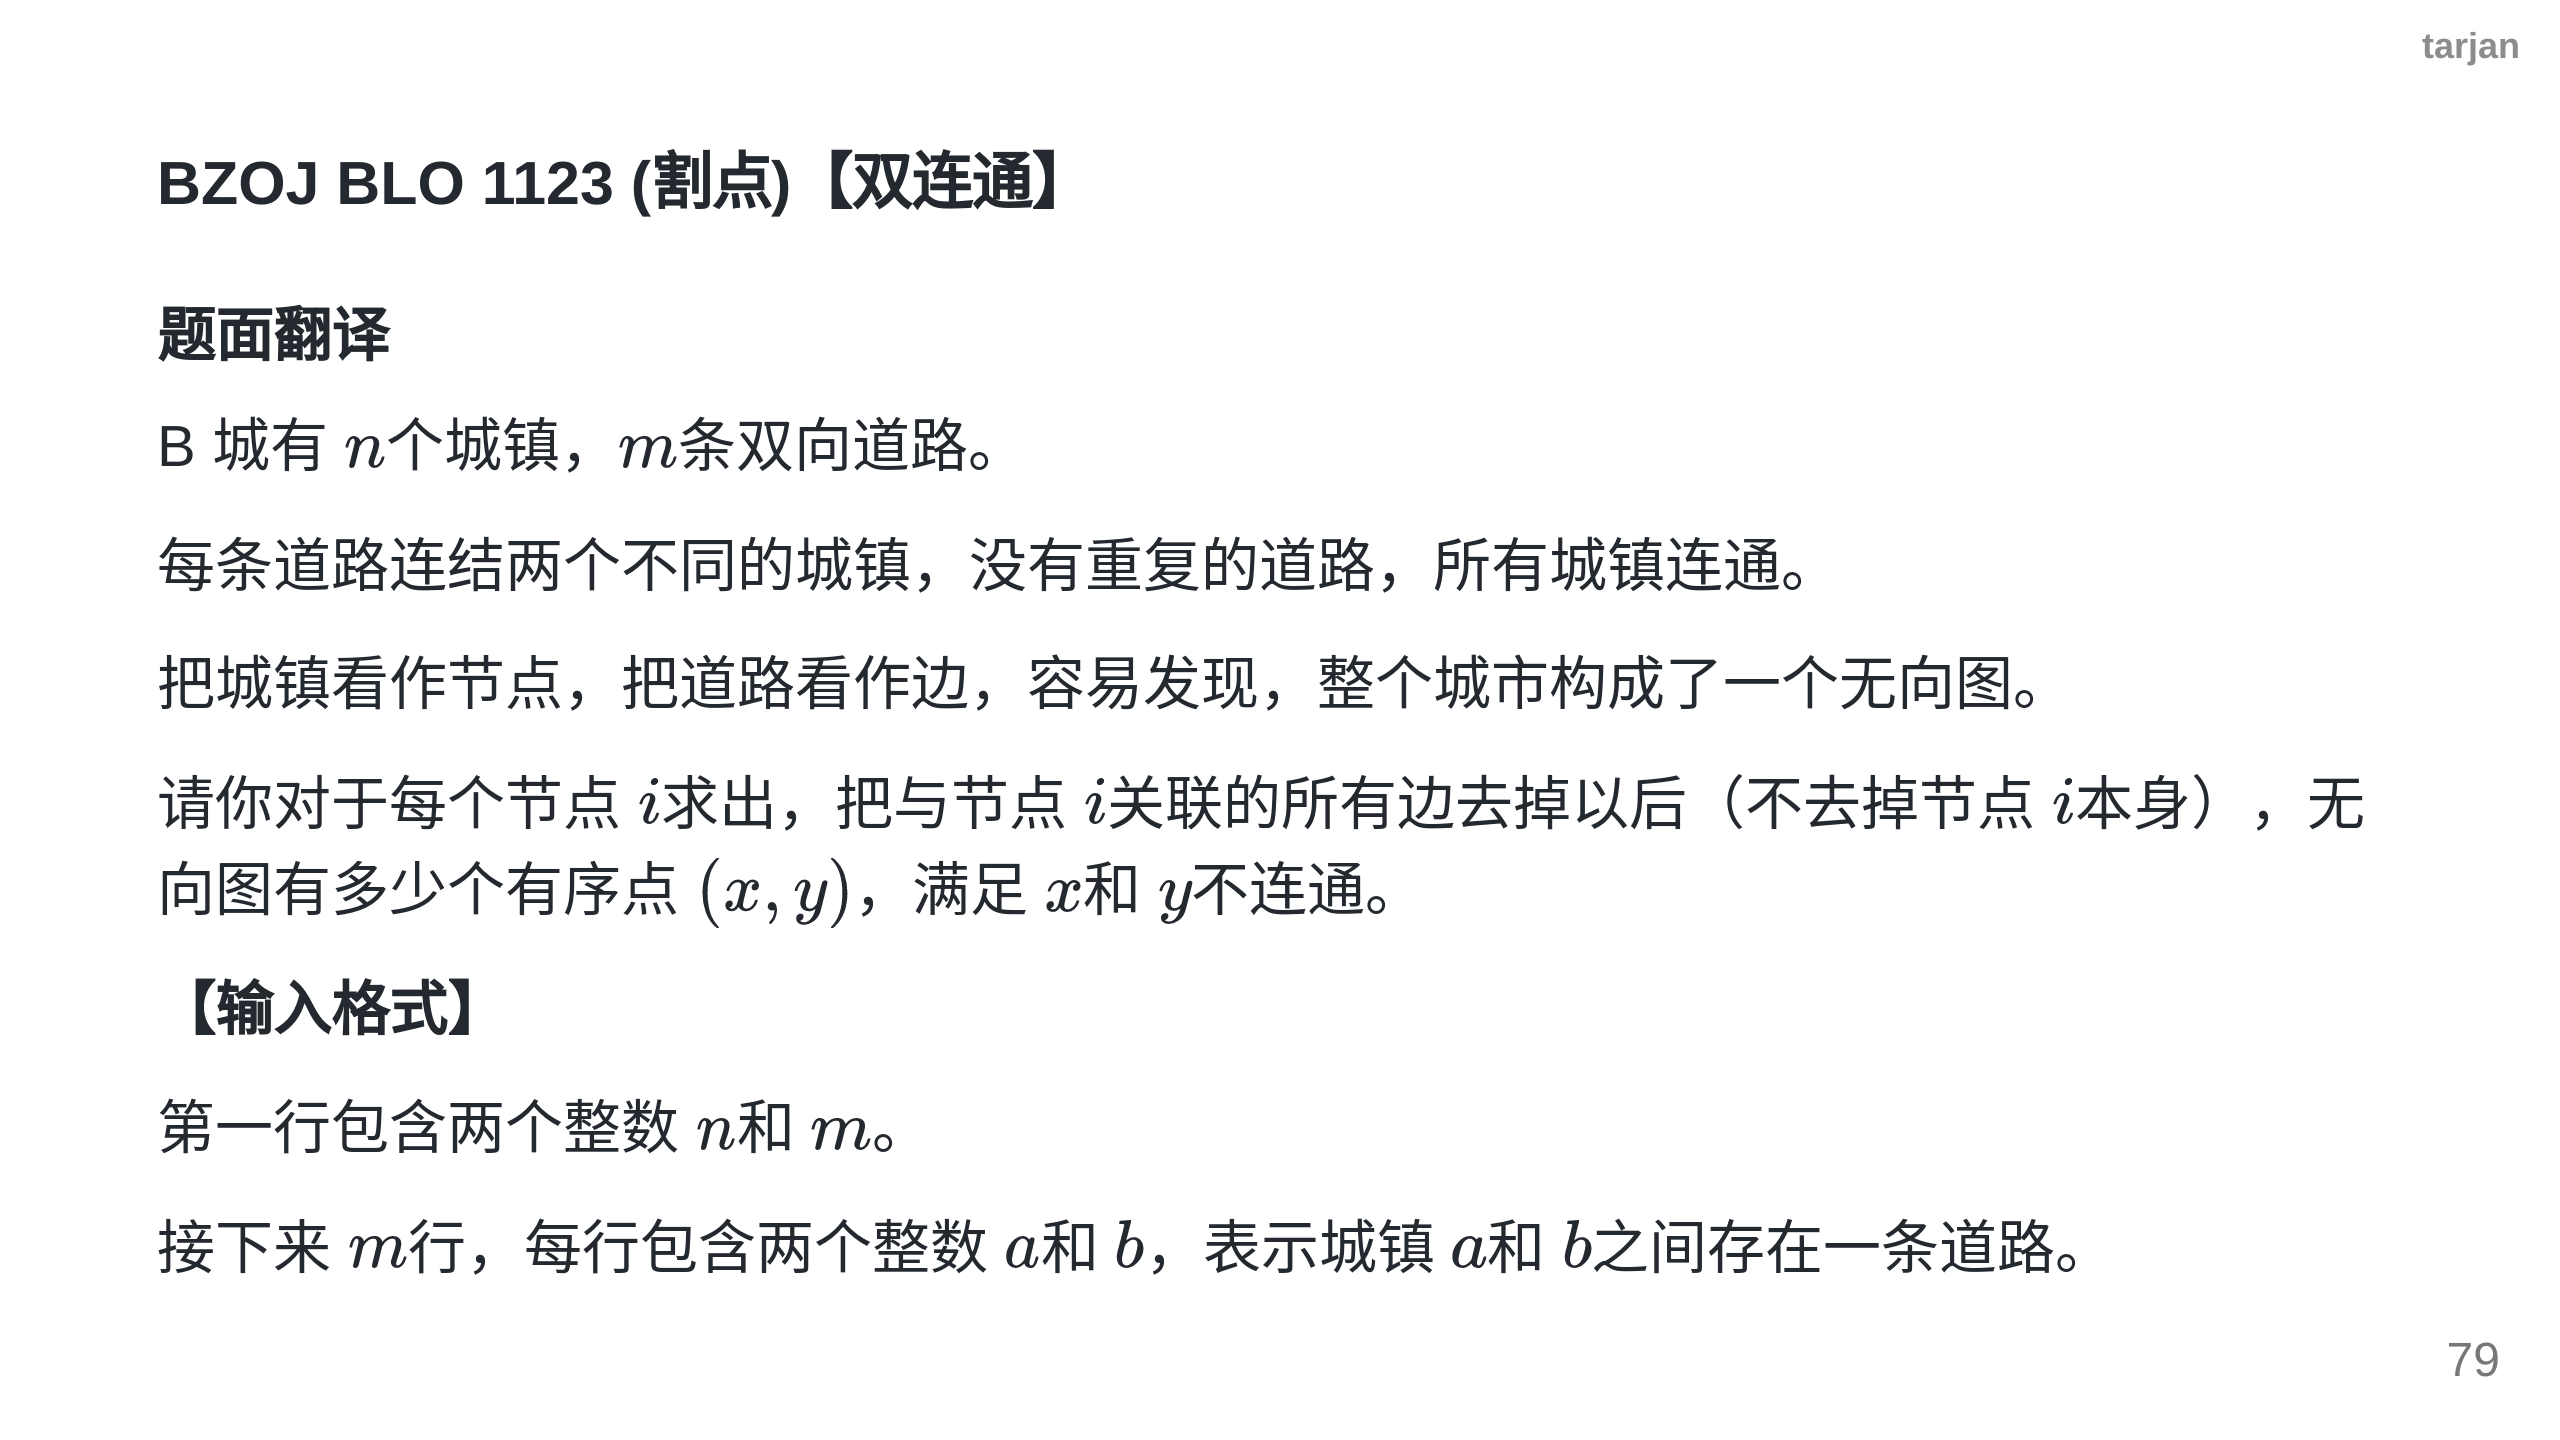 tarjan
BZOJ BLO 1123 (割点)【双连通】
题面翻译
B 城有 n个城镇，m条双向道路。
每条道路连结两个不同的城镇，没有重复的道路，所有城镇连通。
把城镇看作节点，把道路看作边，容易发现，整个城市构成了一个无向图。
请你对于每个节点 i求出，把与节点 i关联的所有边去掉以后（不去掉节点 i本身），无
向图有多少个有序点 (x, y)，满足 x和 y不连通。
【输入格式】
第一行包含两个整数 n和 m。
接下来 m行，每行包含两个整数 a和 b，表示城镇 a和 b之间存在一条道路。
79